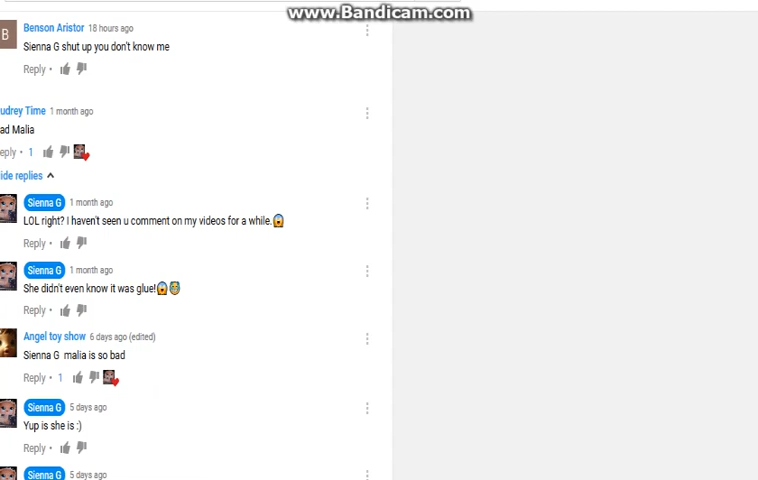 www.Bandicam.com
B
Benson Aristor 18 hours ago
Sienna G shut up you don't know me
Reply •
udrey Time 1 month ago
ad Malia
eply • 1
ide replies
Sienna G 1 month ago
LOL right? I haven't seen u comment on my videos for a while.😱
Reply •
Sienna G 1 month ago
She didn't even know it was glue!😱
Reply •
Angel toy show 6 days ago (edited)
Sienna G malia is so bad
Reply • 1
Sienna G 5 days ago
Yup is she is :)
Reply •
Sienna G 5 days ago